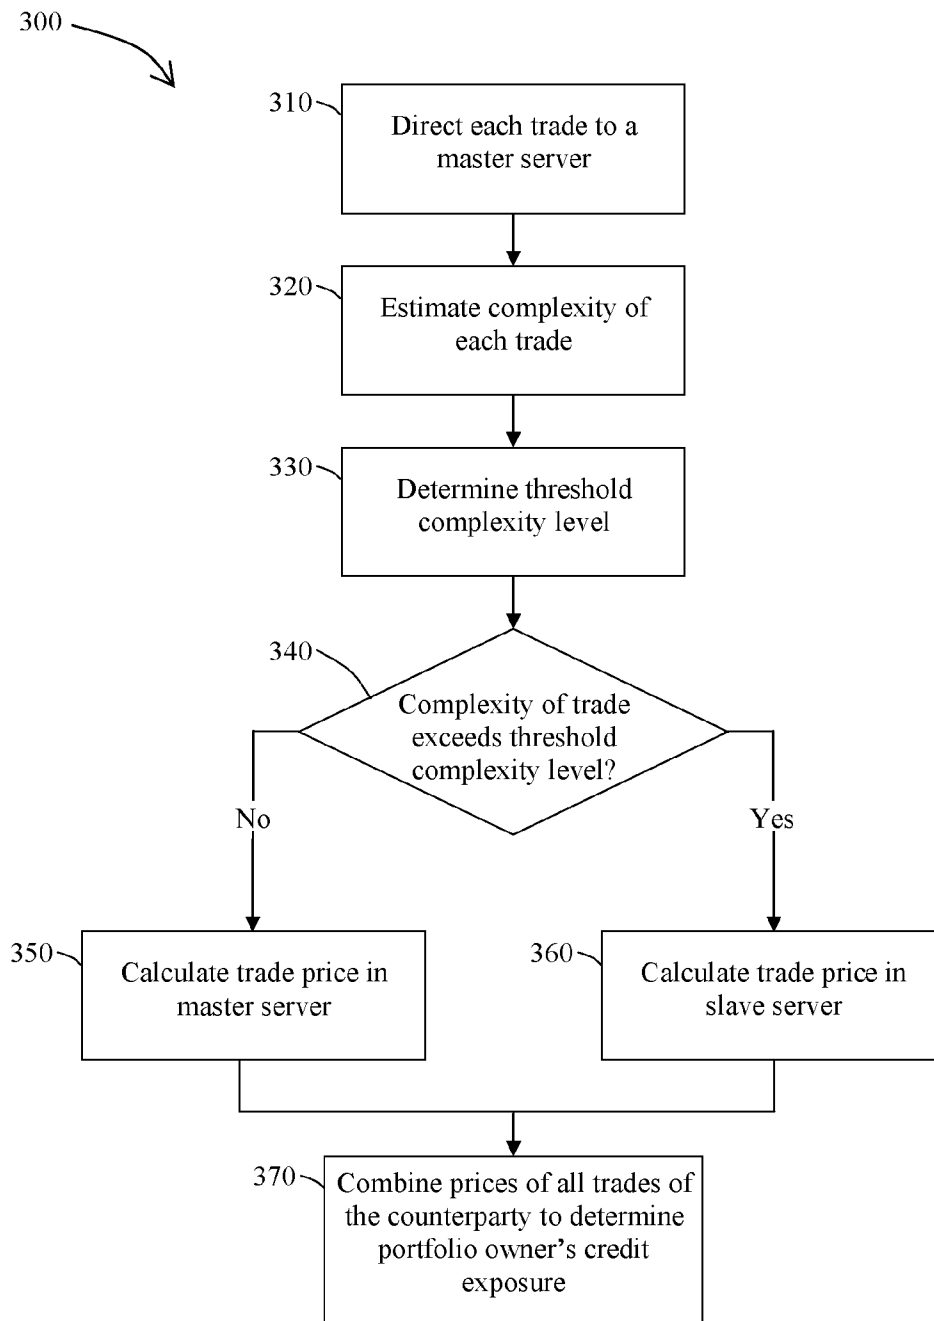 300
310
Direct each trade to a
master server
320
Estimate complexity of
each trade
330
Determine threshold
complexity level
340
Complexity of trade
exceeds threshold
complexity level?
No
Yes
350
Calculate trade price in
master server
360
Calculate trade price in
slave server
370
Combine prices of all trades of
the counterparty to determine
portfolio owner's credit
exposure